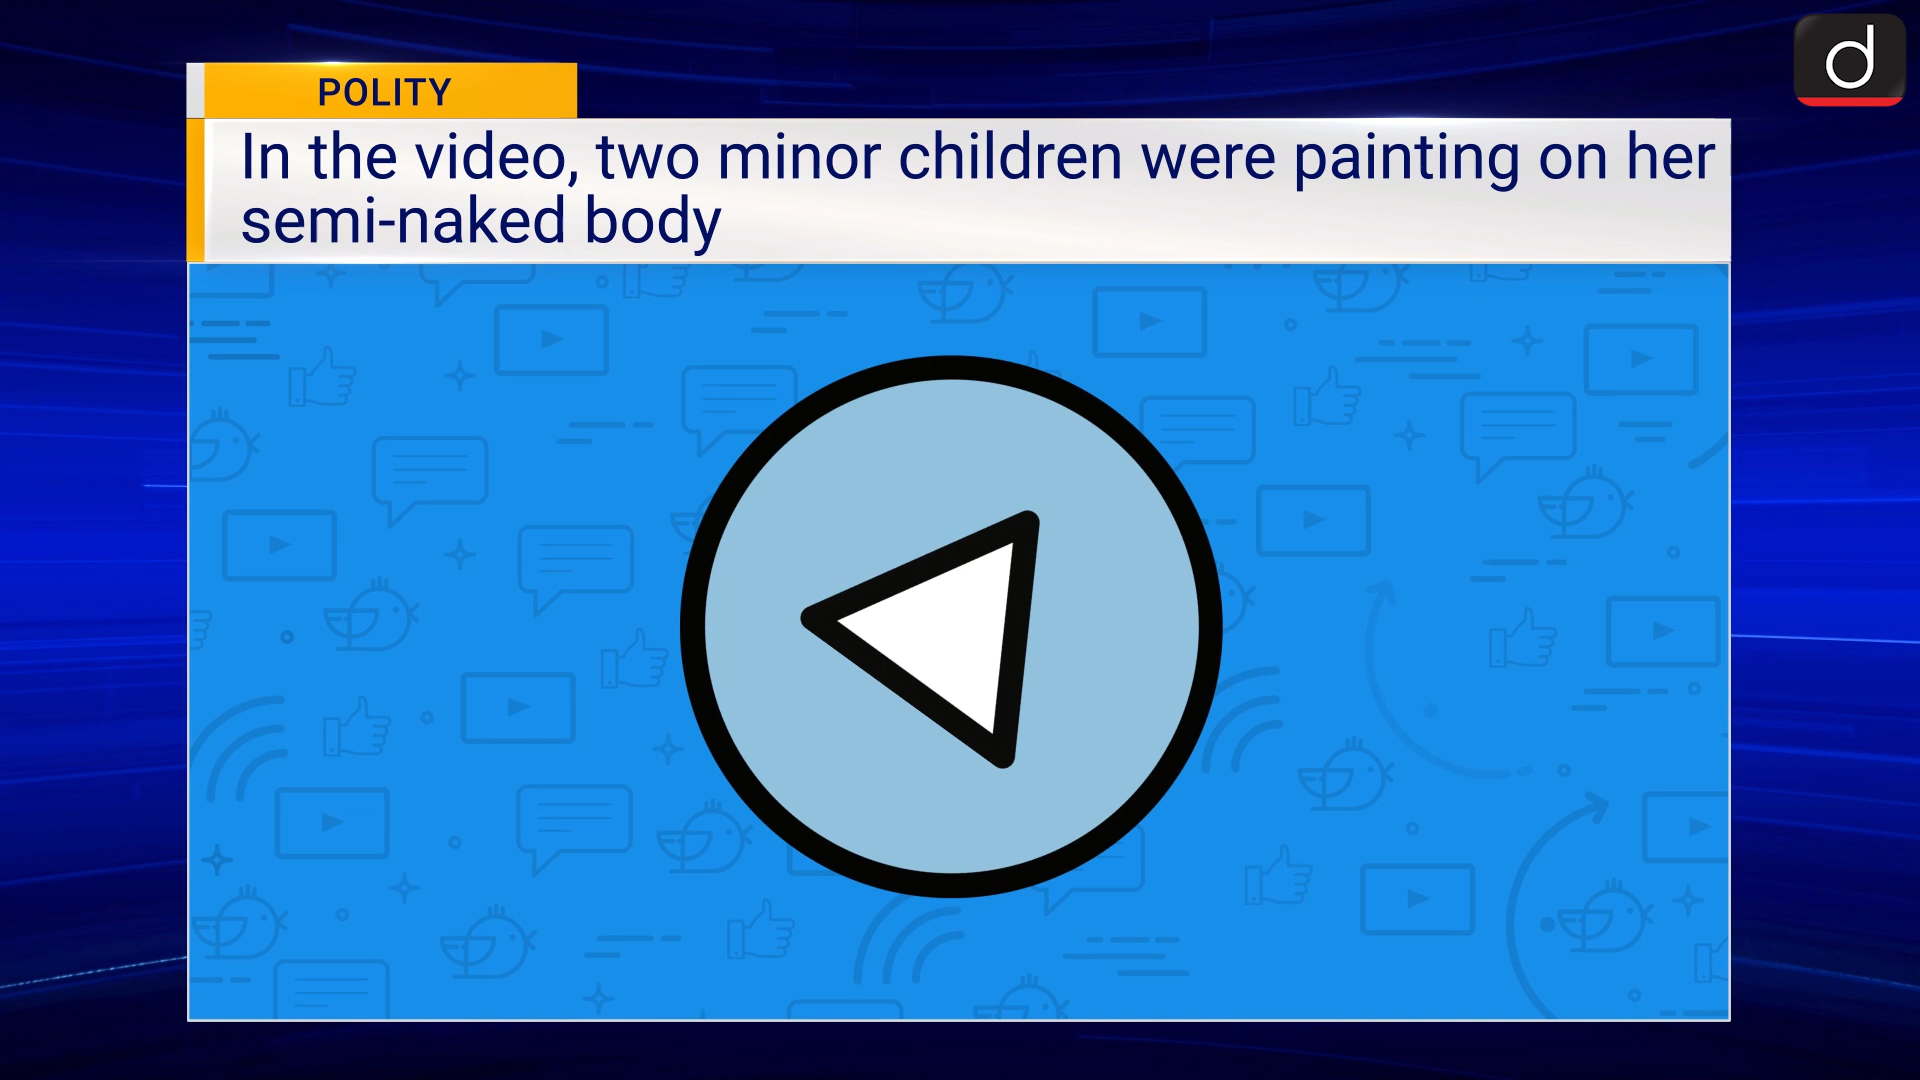 d
POLITY
In the video, two minor children were painting on her
semi-naked body